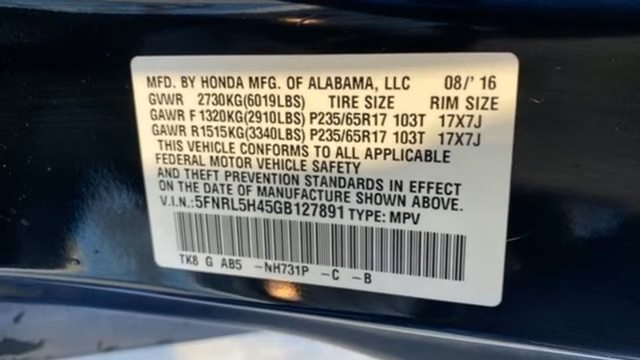 MFD. BY HONDA MFG. OF ALABAMA, LLC 08/'16
GVWR 2730KG(6019LBS) TIRE SIZE RIM SIZE
GAWR F 1320KG(2910LBS) P235/65R17 103T 17X7J
GAWR R1515KG(3340LBS) P235/65R17 103T 17X7J
THIS VEHICLE CONFORMS TO ALL APPLICABLE
FEDERAL MOTOR VEHICLE SAFETY
AND THEFT PREVENTION STANDARDS IN EFFECT
ON THE DATE OF MANUFACTURE SHOWN ABOVE.
V.I.N.:5FNRL5H45GB127891 TYPE: MPV
TK8 G AB5 -NH731P -C -B